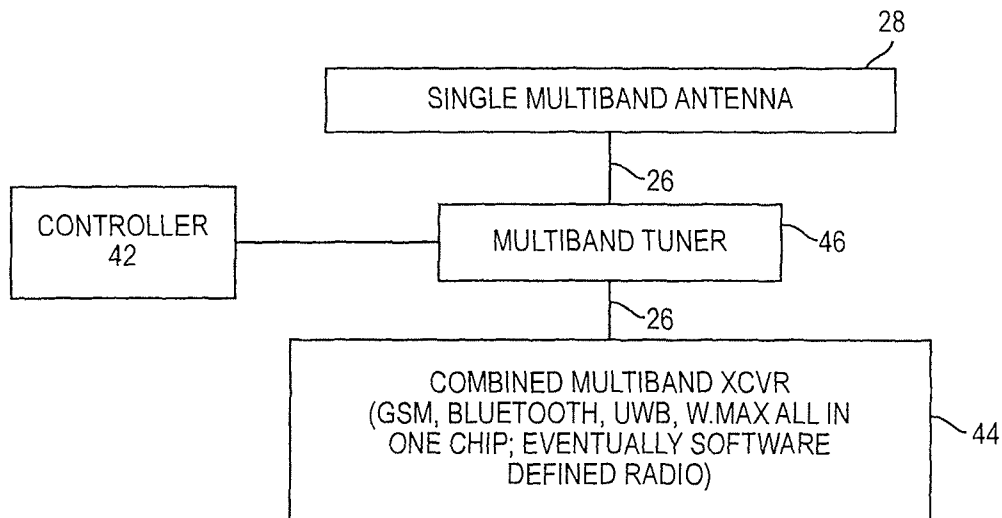 28
SINGLE MULTIBAND ANTENNA
26
CONTROLLER
42
MULTIBAND TUNER
46
26
COMBINED MULTIBAND XCVR
(GSM, BLUETOOTH, UWB, W.MAX ALL IN
ONE CHIP; EVENTUALLY SOFTWARE
DEFINED RADIO)
44